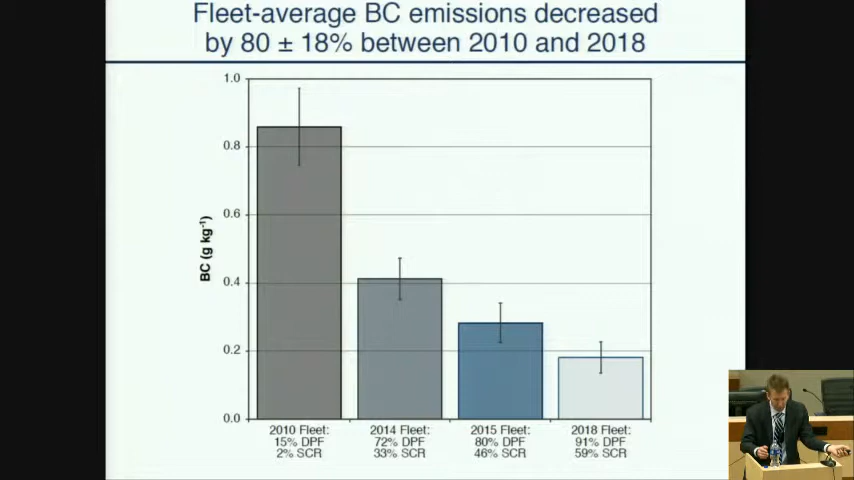 Fleet-average BC emissions decreased
by 80 ± 18% between 2010 and 2018
1.0
0.8
0.6
0.4
0.2
0.0
BC (g kg⁻¹)
2010 Fleet:
15% DPF
2% SCR
2014 Fleet:
72% DPF
33% SCR
2015 Fleet:
80% DPF
46% SCR
2018 Fleet:
91% DPF
59% SCR